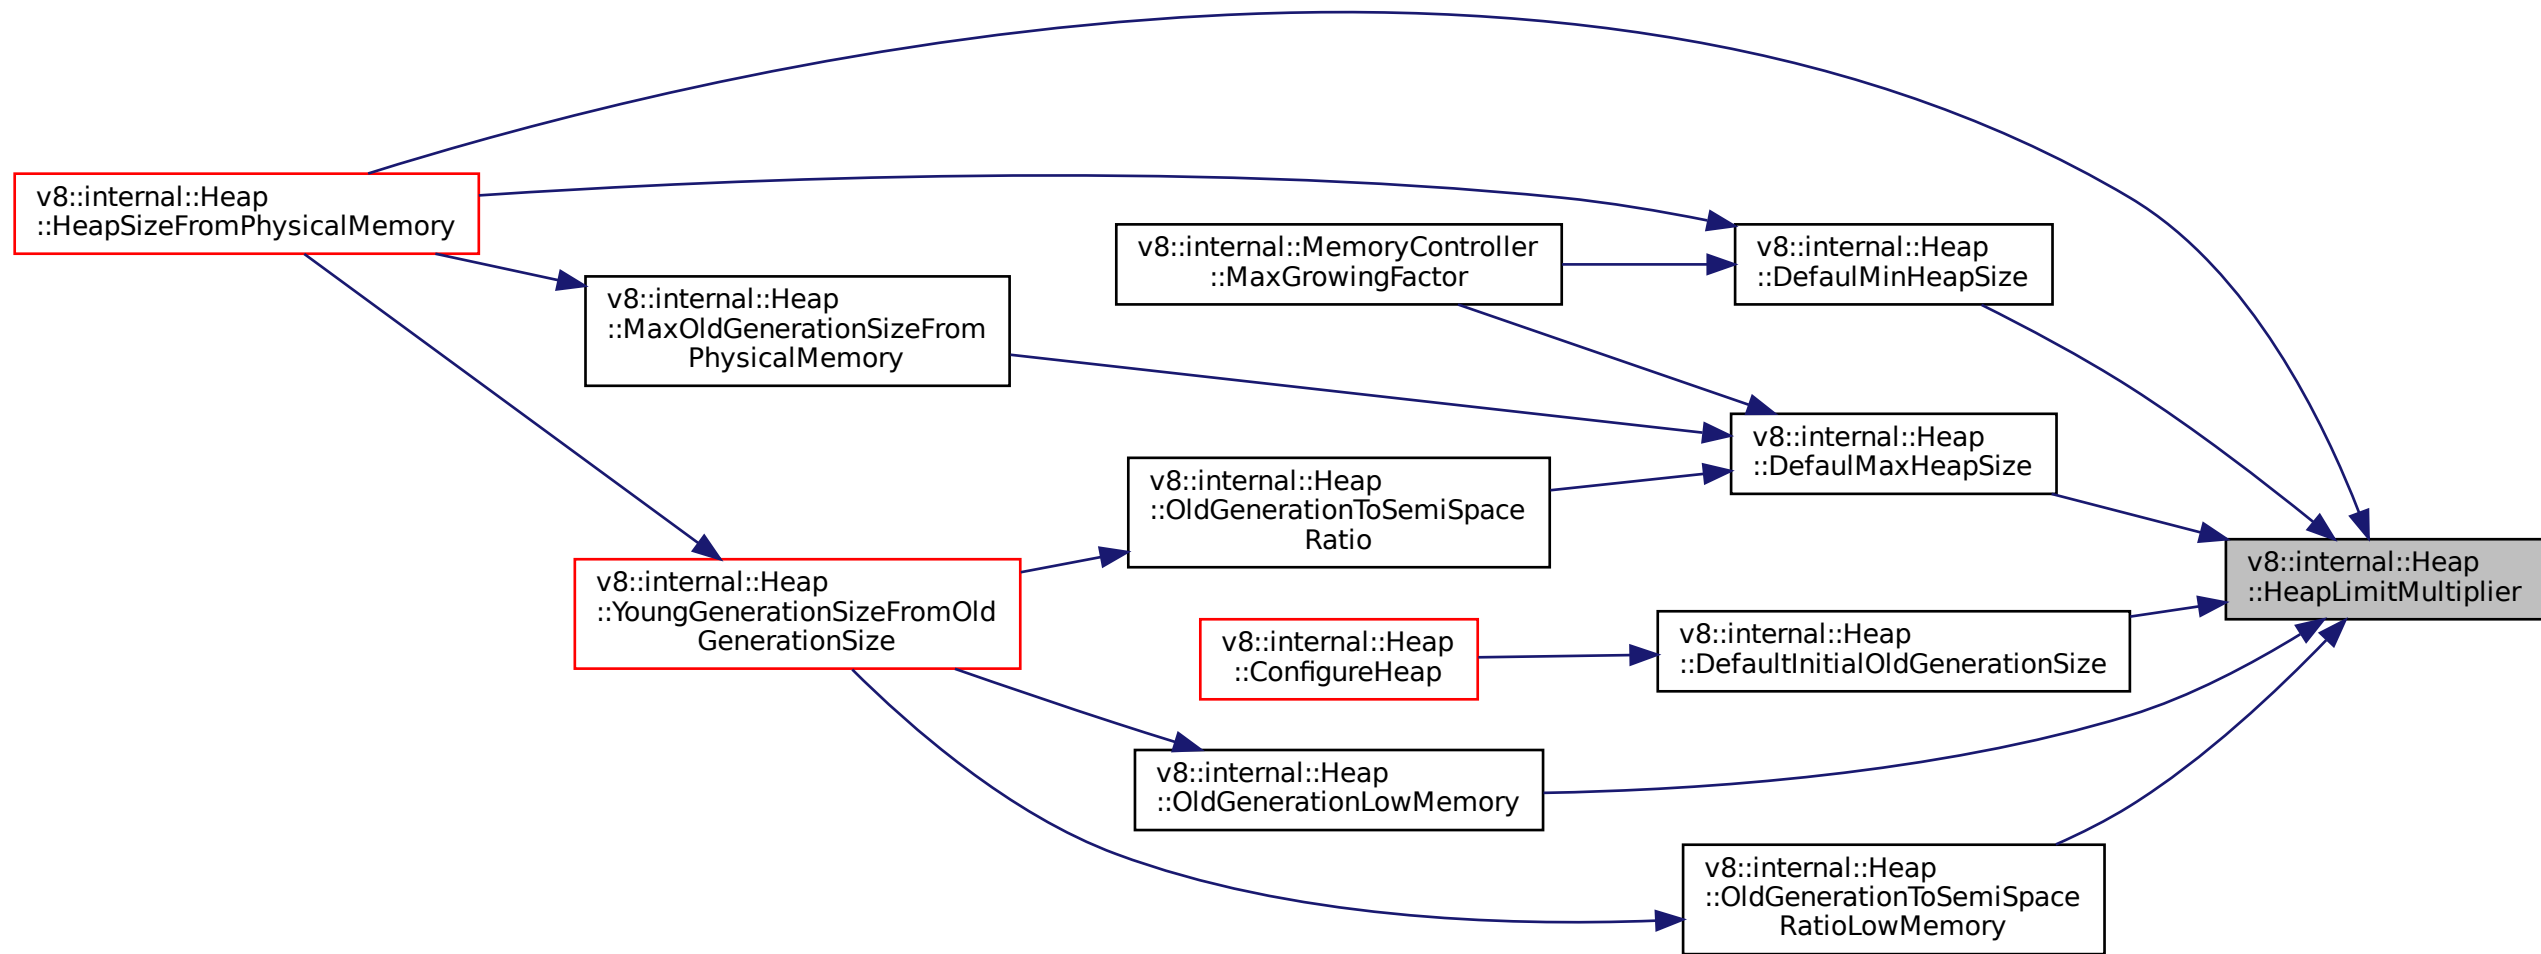 v8::internal::Heap
::HeapSizeFromPhysicalMemory
v8::internal::MemoryController
::MaxGrowingFactor
v8::internal::Heap
::DefaulMinHeapSize
v8::internal::Heap
::MaxOldGenerationSizeFrom
PhysicalMemory
v8::internal::Heap
::DefaulMaxHeapSize
v8::internal::Heap
::OldGenerationToSemiSpace
Ratio
v8::internal::Heap
::HeapLimitMultiplier
v8::internal::Heap
::YoungGenerationSizeFromOld
GenerationSize
v8::internal::Heap
::ConfigureHeap
v8::internal::Heap
::DefaultInitialOldGenerationSize
v8::internal::Heap
::OldGenerationLowMemory
v8::internal::Heap
::OldGenerationToSemiSpace
RatioLowMemory